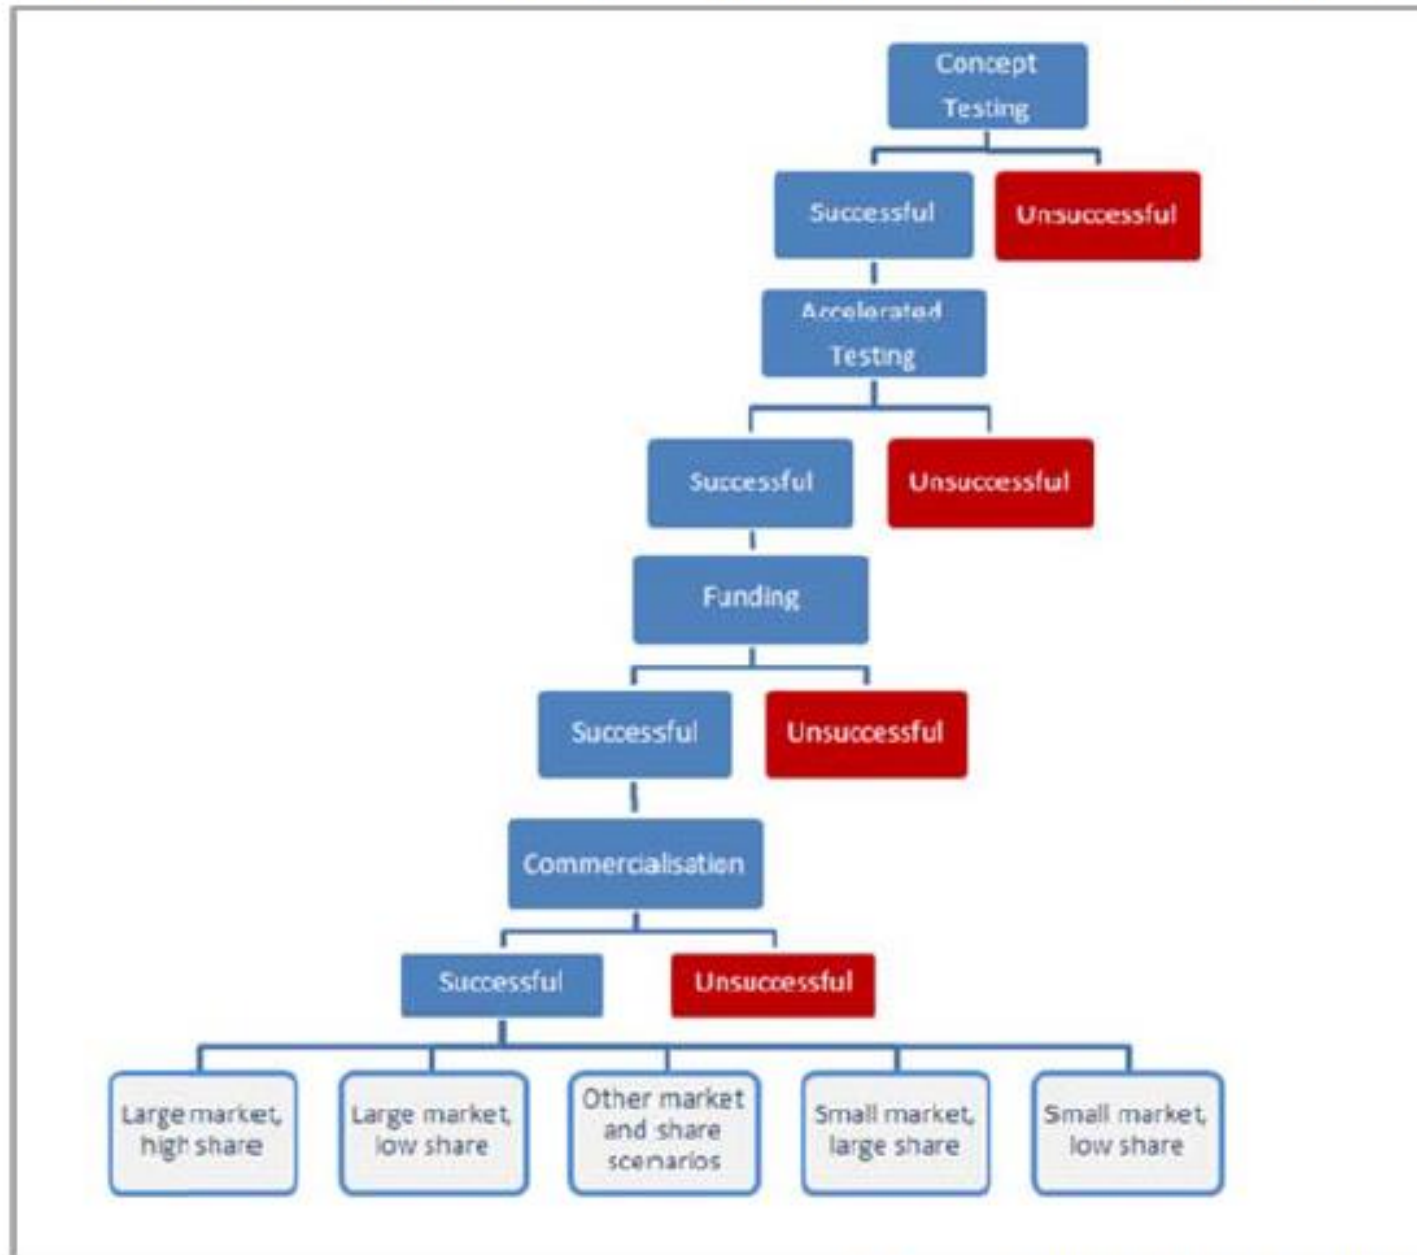 Concept
Testing
Successful
Unsuccessful
Accelerated
Testing
Successful
Unsuccessful
Funding
Successful
Unsuccessful
Commercialisation
Successful
Unsuccessful
Large market,
high share
Large market,
low share
Other market
and share
scenarios
Small market,
large share
Small market,
low share